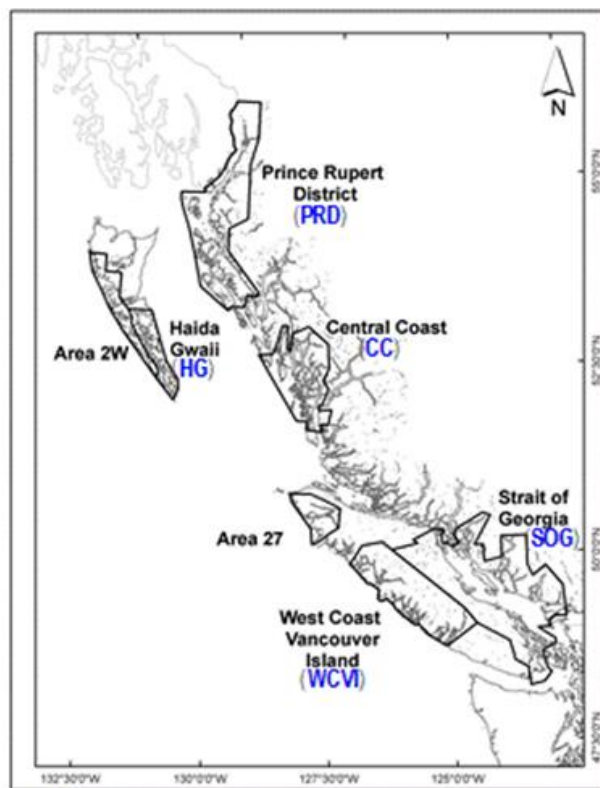 N
Prince Rupert
District
(PRD)
Haida
Gwaii
(HG)
Area 2W
Central Coast
(CC)
Strait of
Georgia
(SOG)
Area 27
West Coast
Vancouver
Island
(WCVI)
55°0'0"N
52°30'0"N
50°0'0"N
47°30'0"N
132°30'0"W
130°0'0"W
127°30'0"W
125°0'0"W